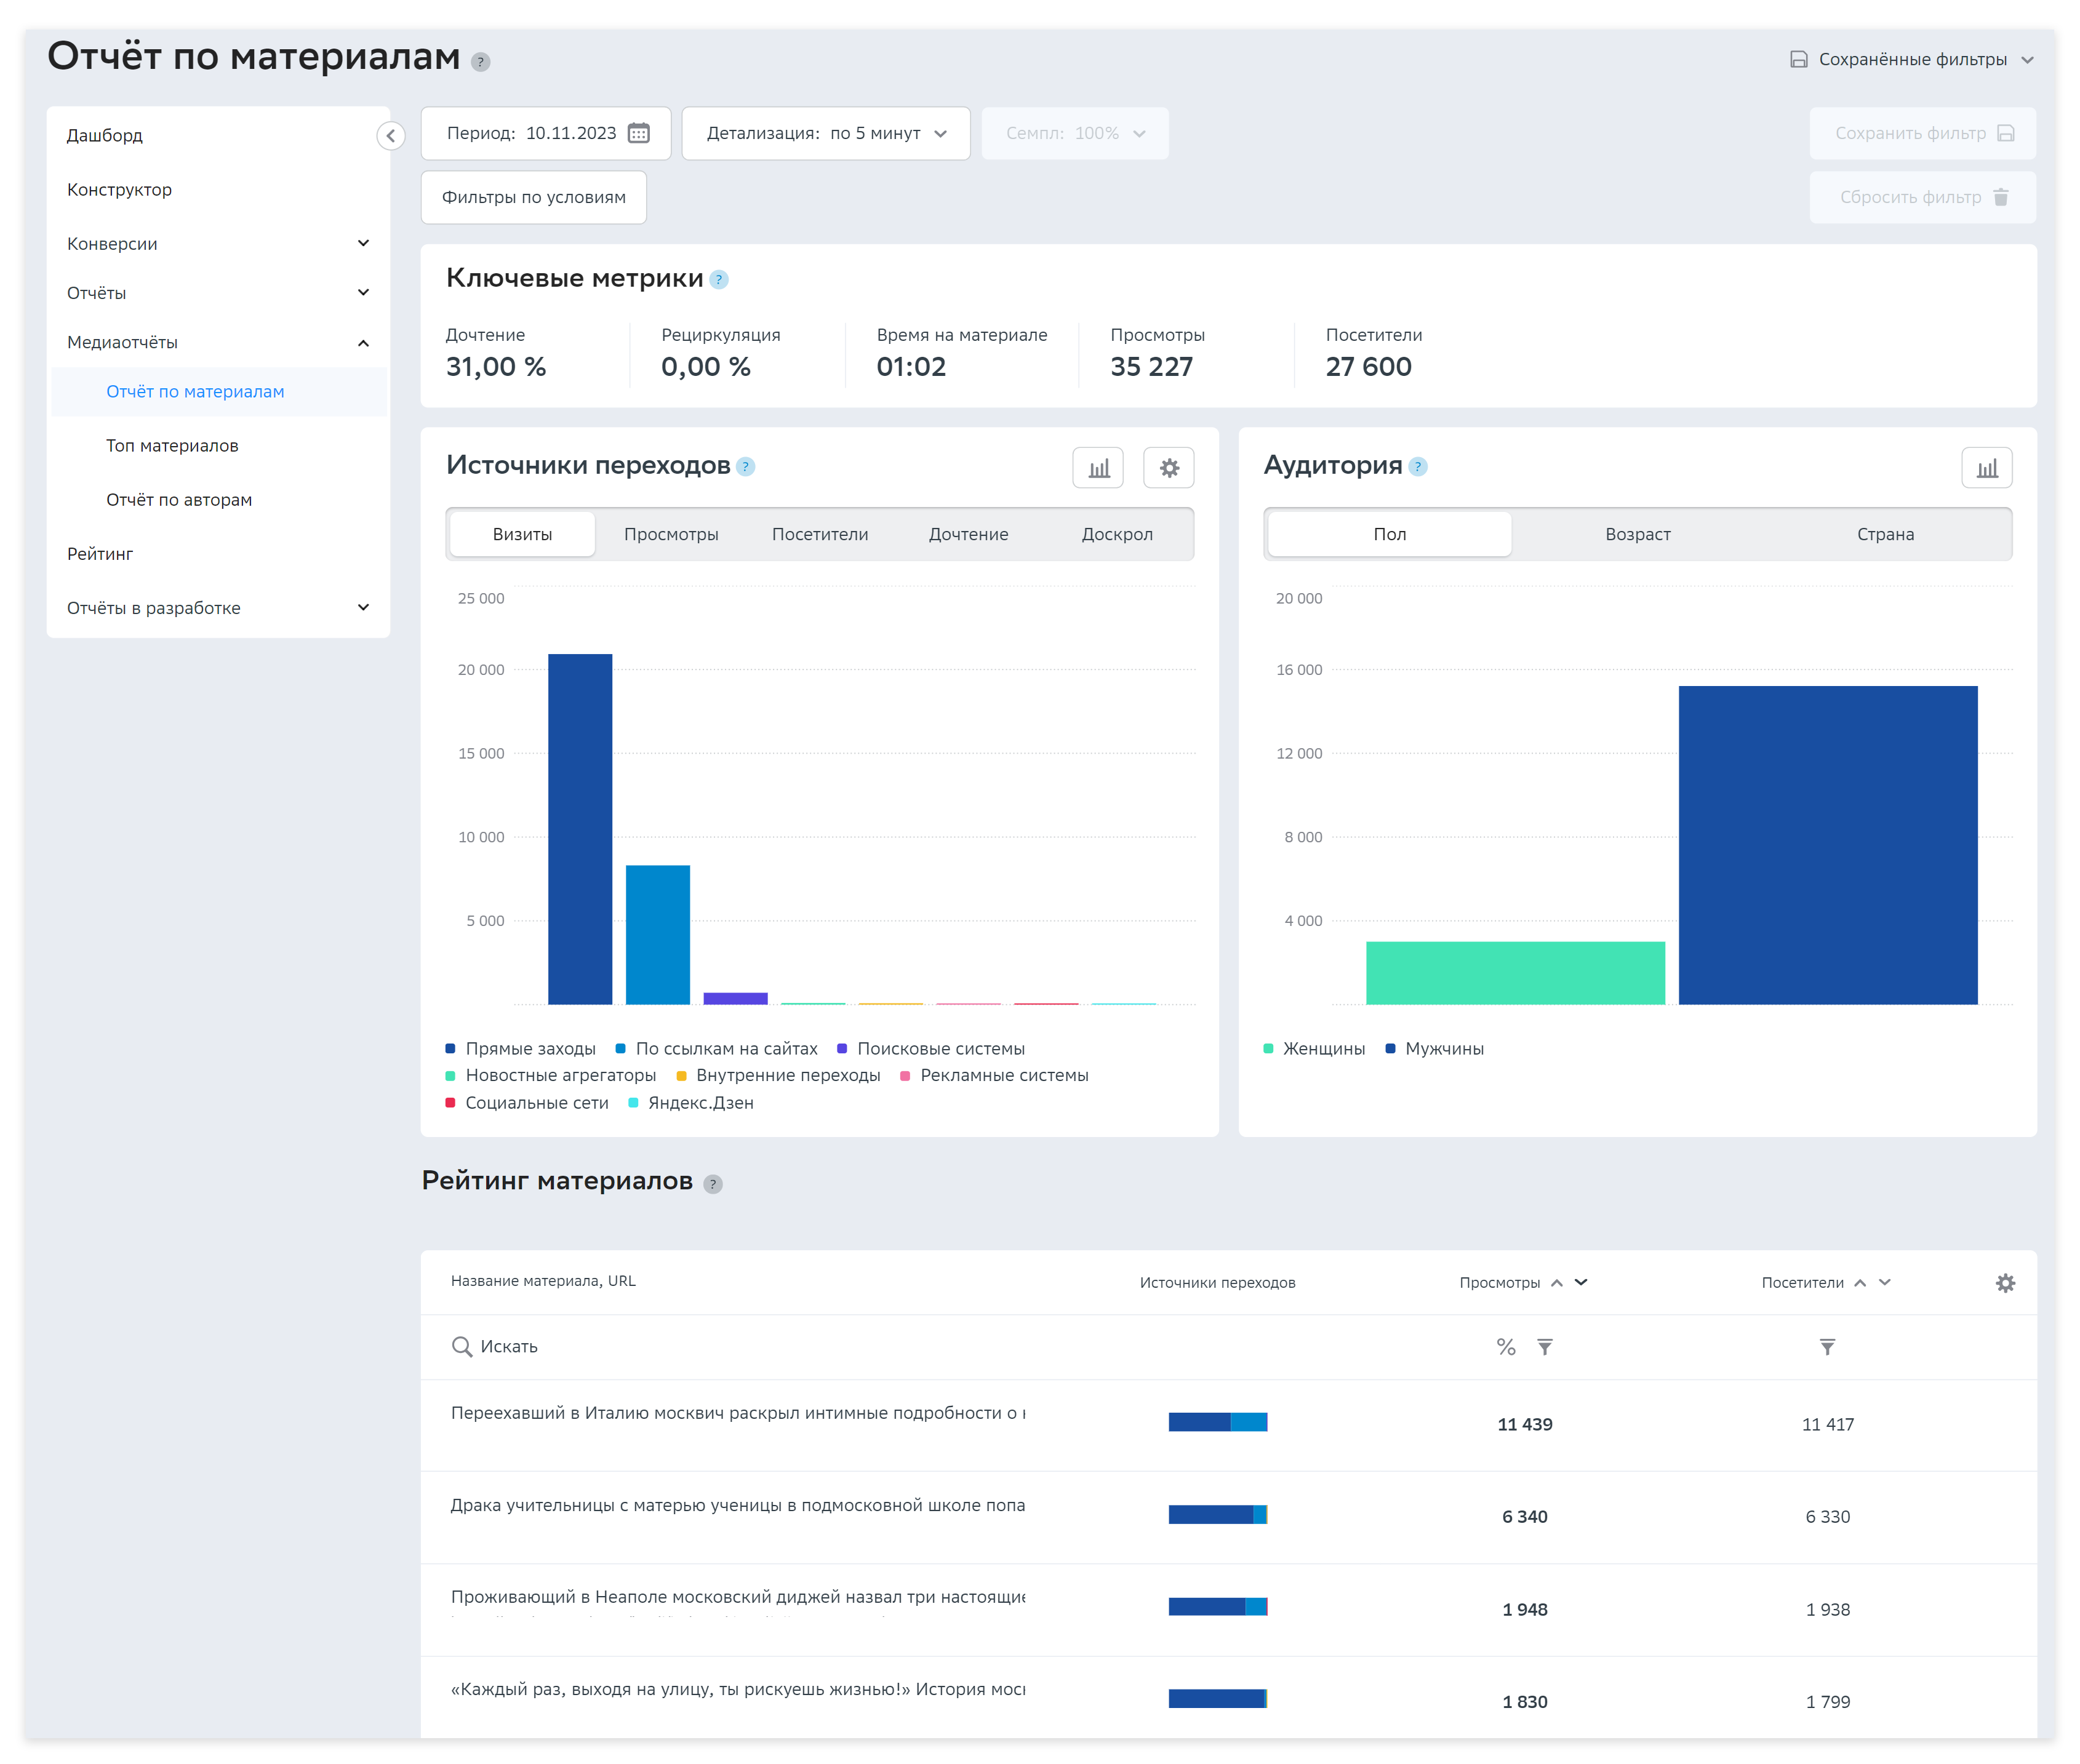 Отчёт по материалам ?
Сохранённые фильтры
Дашборд
Конструктор
Конверсии
Отчёты
Медиаотчёты
Отчёт по материалам
Топ материалов
Отчёт по авторам
Рейтинг
Отчёты в разработке
Период: 10.11.2023
Детализация: по 5 минут
Семпл: 100%
Сохранить фильтр
Фильтры по условиям
Сбросить фильтр
Ключевые метрики ?
Дочтение
31,00 %
Рециркуляция
0,00 %
Время на материале
01:02
Просмотры
35 227
Посетители
27 600
Источники переходов ?
Визиты Просмотры Посетители Дочтение Доскрол
25 000
20 000
15 000
10 000
5 000
Прямые заходы По ссылкам на сайтах Поисковые системы
Новостные агрегаторы Внутренние переходы Рекламные системы
Социальные сети Яндекс.Дзен
Аудитория ?
Пол Возраст Страна
20 000
16 000
12 000
8 000
4 000
Женщины Мужчины
Рейтинг материалов ?
Название материала, URL Источники переходов Просмотры Посетители
Искать %
Переехавший в Италию москвич раскрыл интимные подробности о 11 439 11 417
Драка учительницы с матерью ученицы в подмосковной школе попа 6 340 6 330
Проживающий в Неаполе московский диджей назвал три настоящие 1 948 1 938
«Каждый раз, выходя на улицу, ты рискуешь жизнью!» История 1 830 1 799